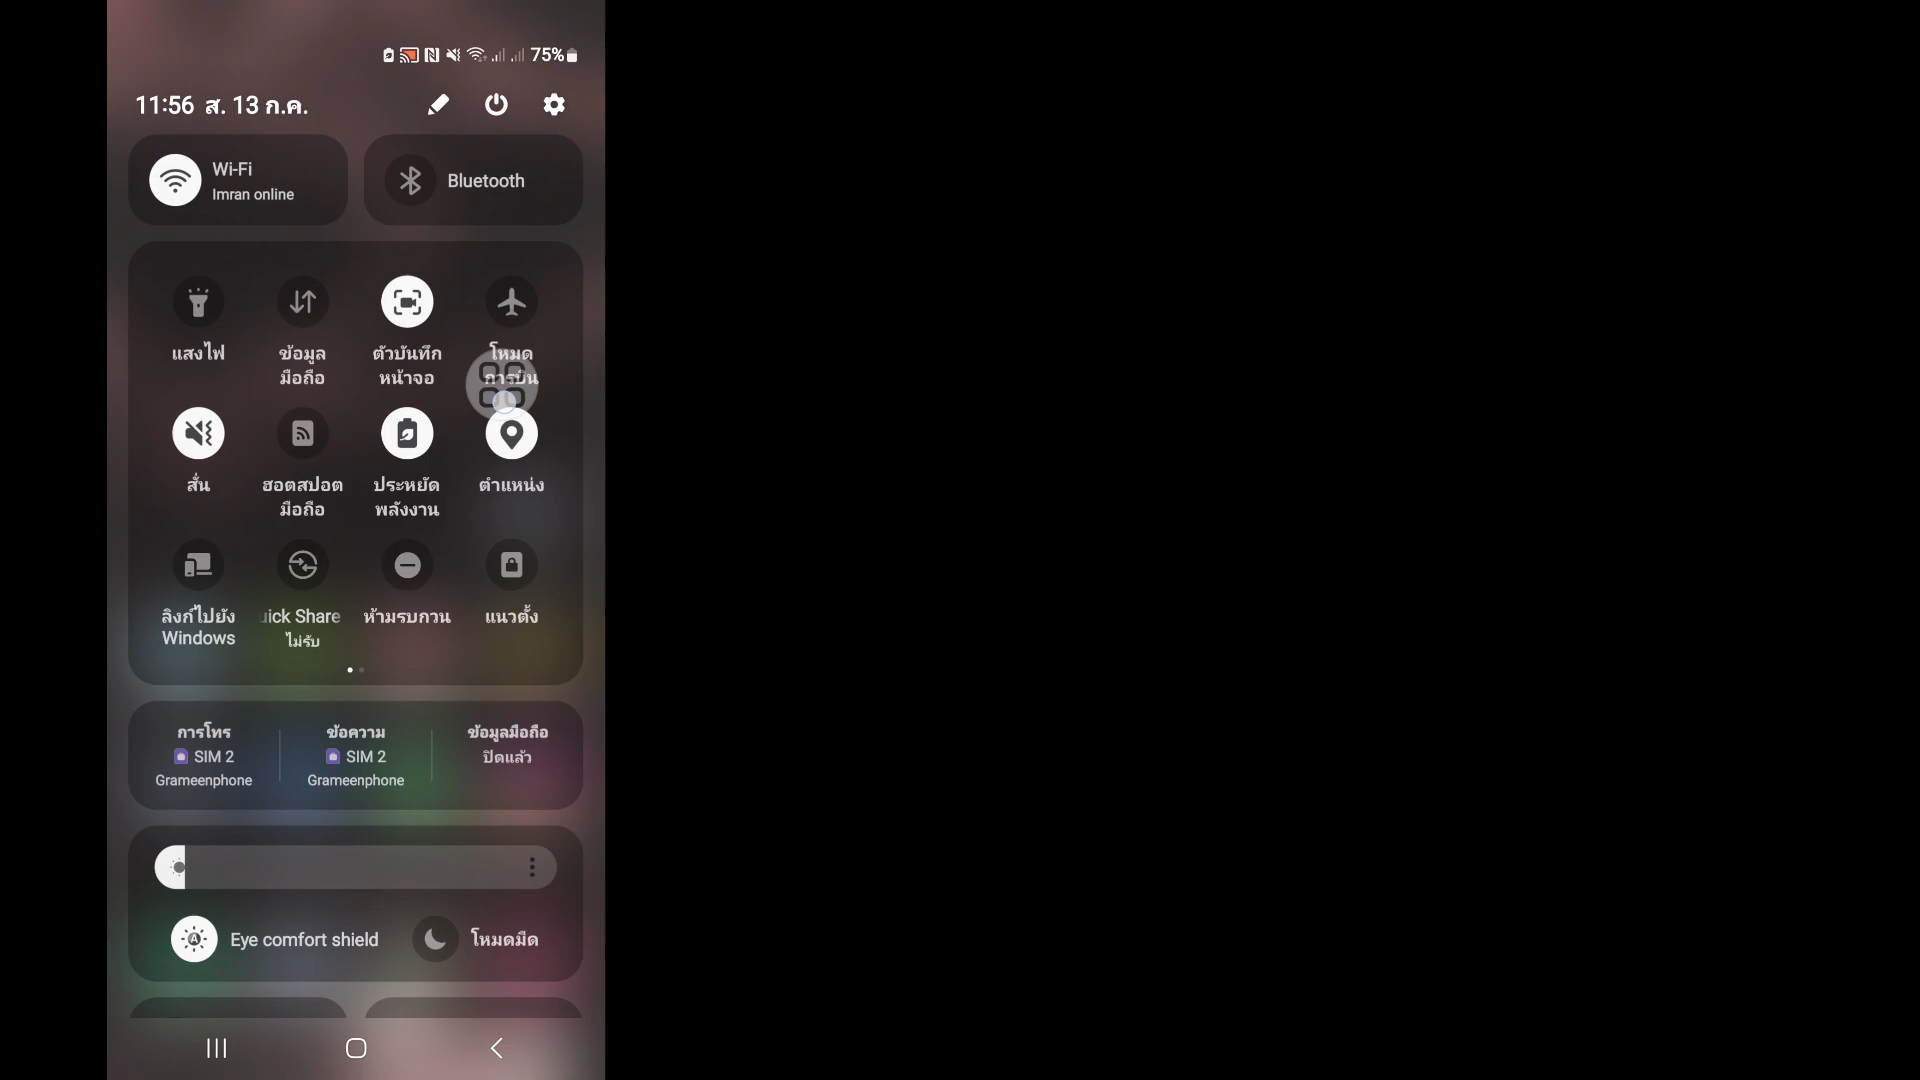 75%
11:56 ส. 13 ก.ค.
Wi-Fi
Imran online
Bluetooth
แสงไฟ
ข้อมูล
มือถือ
ตัวบันทึก
หน้าจอ
โหมด
การบิน
สั่น
ฮอตสปอต
มือถือ
ประหยัด
พลังงาน
ตำแหน่ง
ลิงก์ไปยัง
Windows
uick Share
ไม่รับ
ห้ามรบกวน
แนวตั้ง
การโทร
SIM 2
Grameenphone
ข้อความ
SIM 2
Grameenphone
ข้อมูลมือถือ
ปิดแล้ว
Eye comfort shield
โหมดมืด